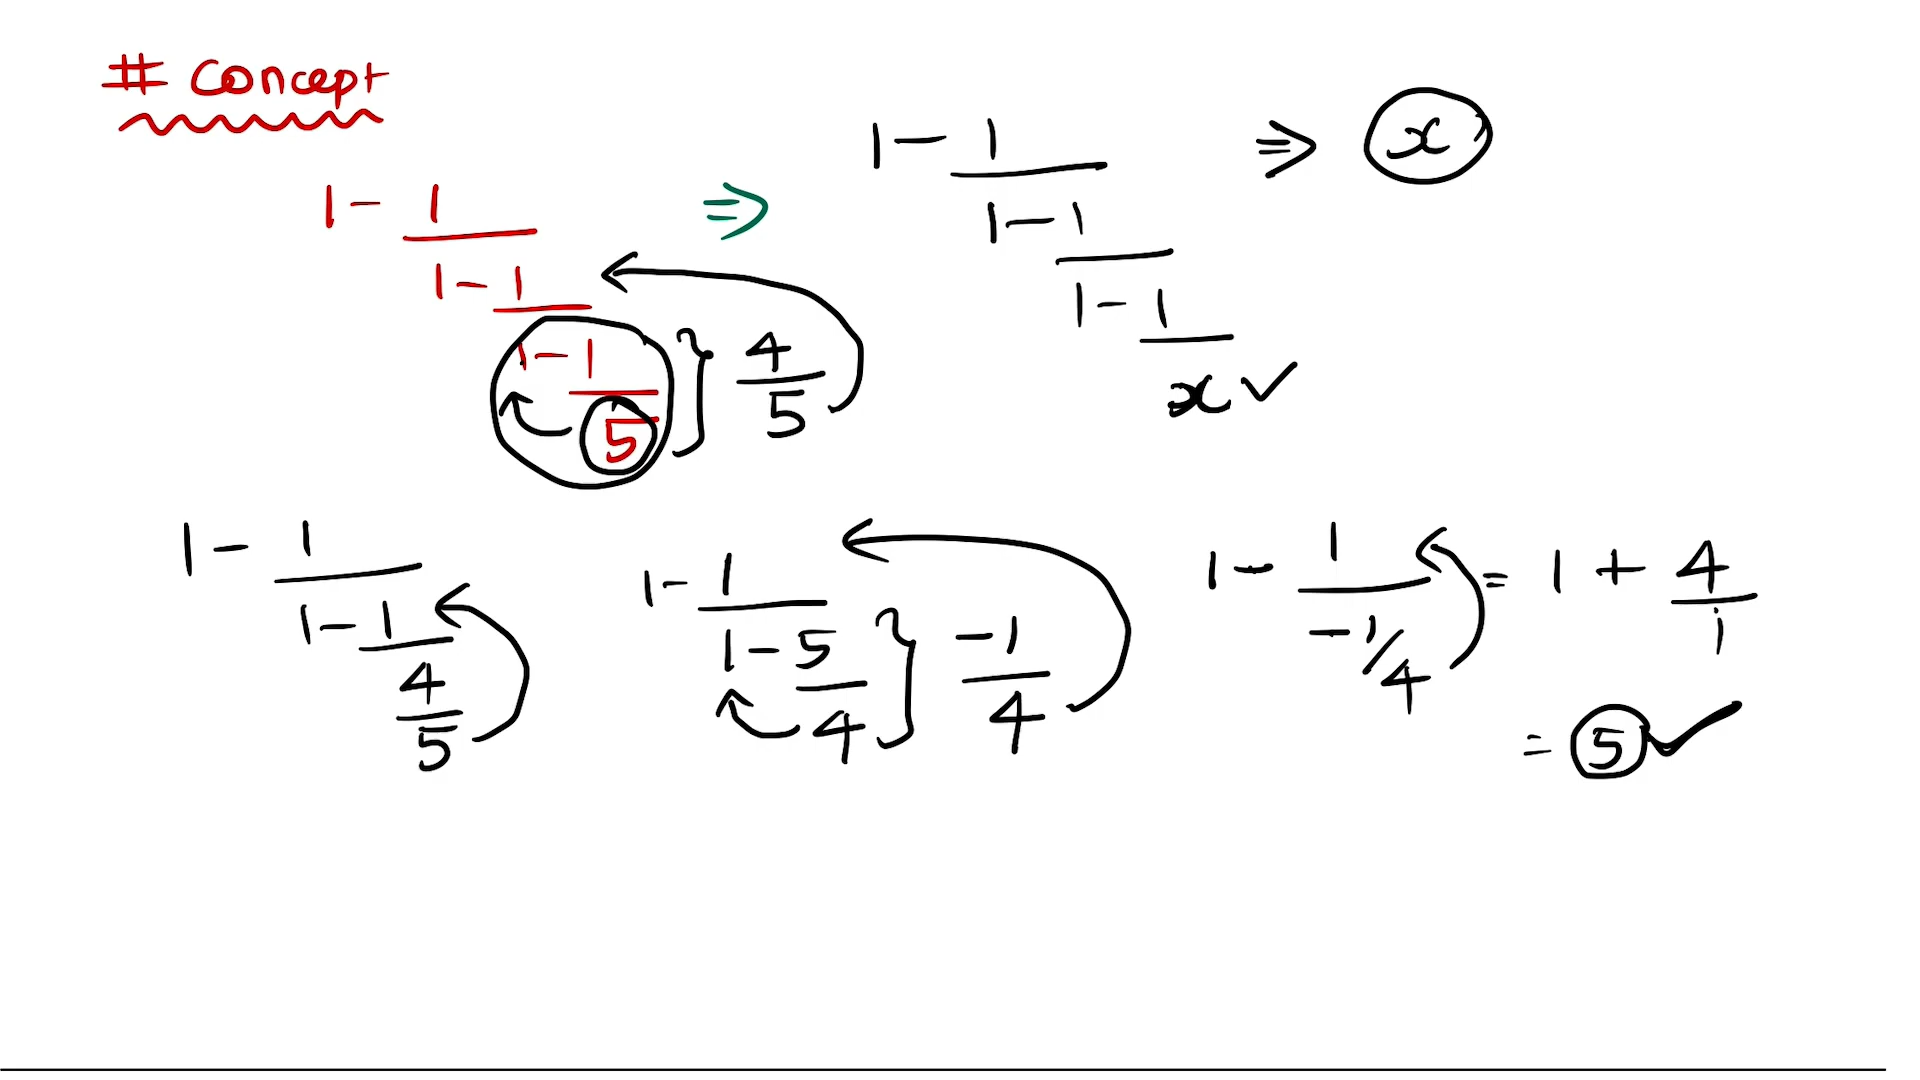 # concept
1 - 1
1 - 1
1 - 1
5
} 4
5
⇒
1 - 1
1 - 1
1 - 1
x ✓
⇒ x
1 - 1
1 - 1
4
5
1 - 1
1 - 5
4
} -1
4
1 - 1
-1/4
= 1 + 4
1
= 5 ✓